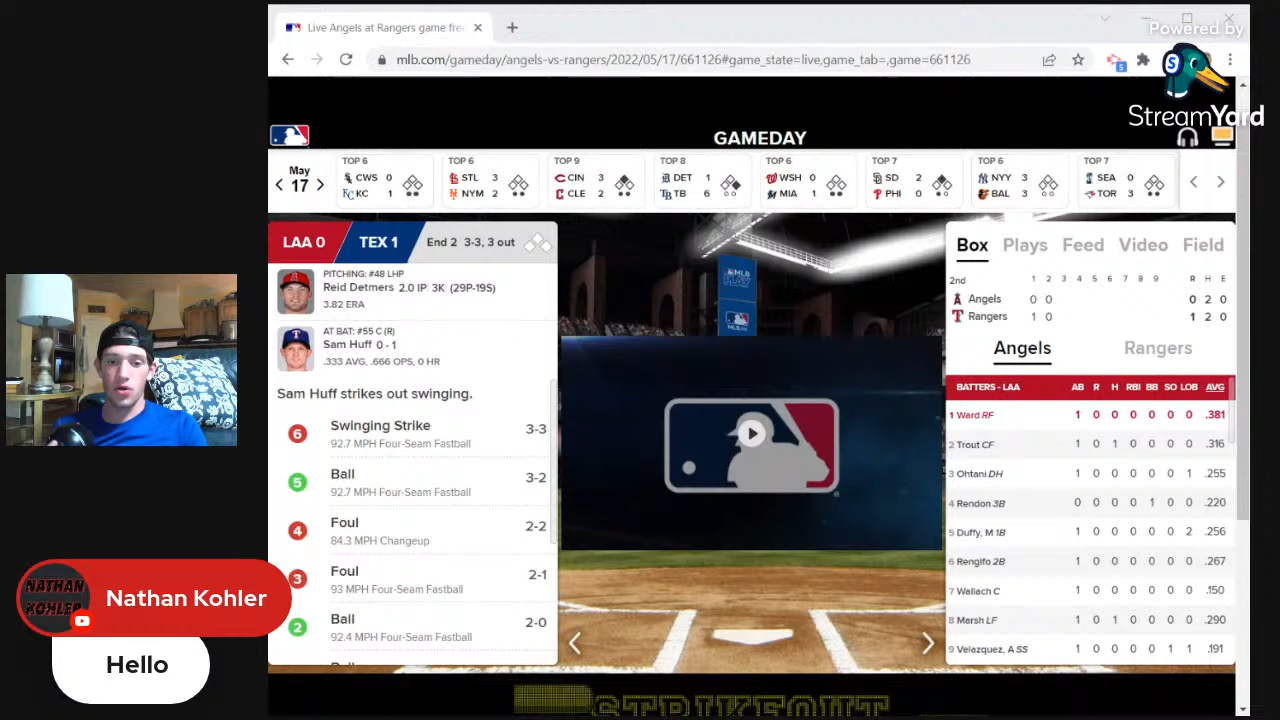 Live Angels at Rangers game free
Powered by
StreamYard
mlb.com/gameday/angels-vs-rangers/2022/05/17/661126#game_state=live,game_tab=,game=661126
GAMEDAY
May
17
TOP 6
CWS 0
KC 1
TOP 6
STL 3
NYM 2
TOP 9
CIN 3
CLE 2
TOP 8
DET 1
TB 6
TOP 6
WSH 0
MIA 1
TOP 7
SD 2
PHI 0
TOP 6
NYY 3
BAL 3
TOP 7
SEA 0
TOR 3
LAA 0
TEX 1
End 2 3-3, 3 out
PITCHING: #48 LHP
Reid Detmers 2.0 IP 3K (29P-19S)
3.82 ERA
AT BAT: #55 C (R)
Sam Huff 0 - 1
.333 AVG, .666 OPS, 0 HR
Sam Huff strikes out swinging.
6 Swinging Strike 3-3
92.7 MPH Four-Seam Fastball
5 Ball 3-2
92.7 MPH Four-Seam Fastball
4 Foul 2-2
84.3 MPH Changeup
3 Foul 2-1
93 MPH Four-Seam Fastball
2 Ball 2-0
92.4 MPH Four-Seam Fastball
Box Plays Feed Video Field
2nd 1 2 3 4 5 6 7 8 9 R H E
Angels 0 0 0 2 0
Rangers 1 0 1 2 0
Angels Rangers
BATTERS - LAA AB R H RBI BB SO LOB AVG
1 Ward RF 1 0 0 0 0 0 0 .381
2 Trout CF 1 0 1 0 0 0 0 .316
3 Ohtani DH 1 0 0 0 0 0 1 .255
4 Rendon 3B 0 0 0 0 1 0 0 .220
5 Duffy, M 1B 1 0 0 0 0 0 2 .256
6 Rengifo 2B 1 0 0 0 0 0 0 .267
7 Wallach C 1 0 0 0 0 0 0 .150
8 Marsh LF 1 0 1 0 0 0 0 .290
9 Velazquez, A SS 1 0 0 0 0 1 1 .191
STRIKEOUT
NATHAN
KOHLER
Nathan Kohler
Hello